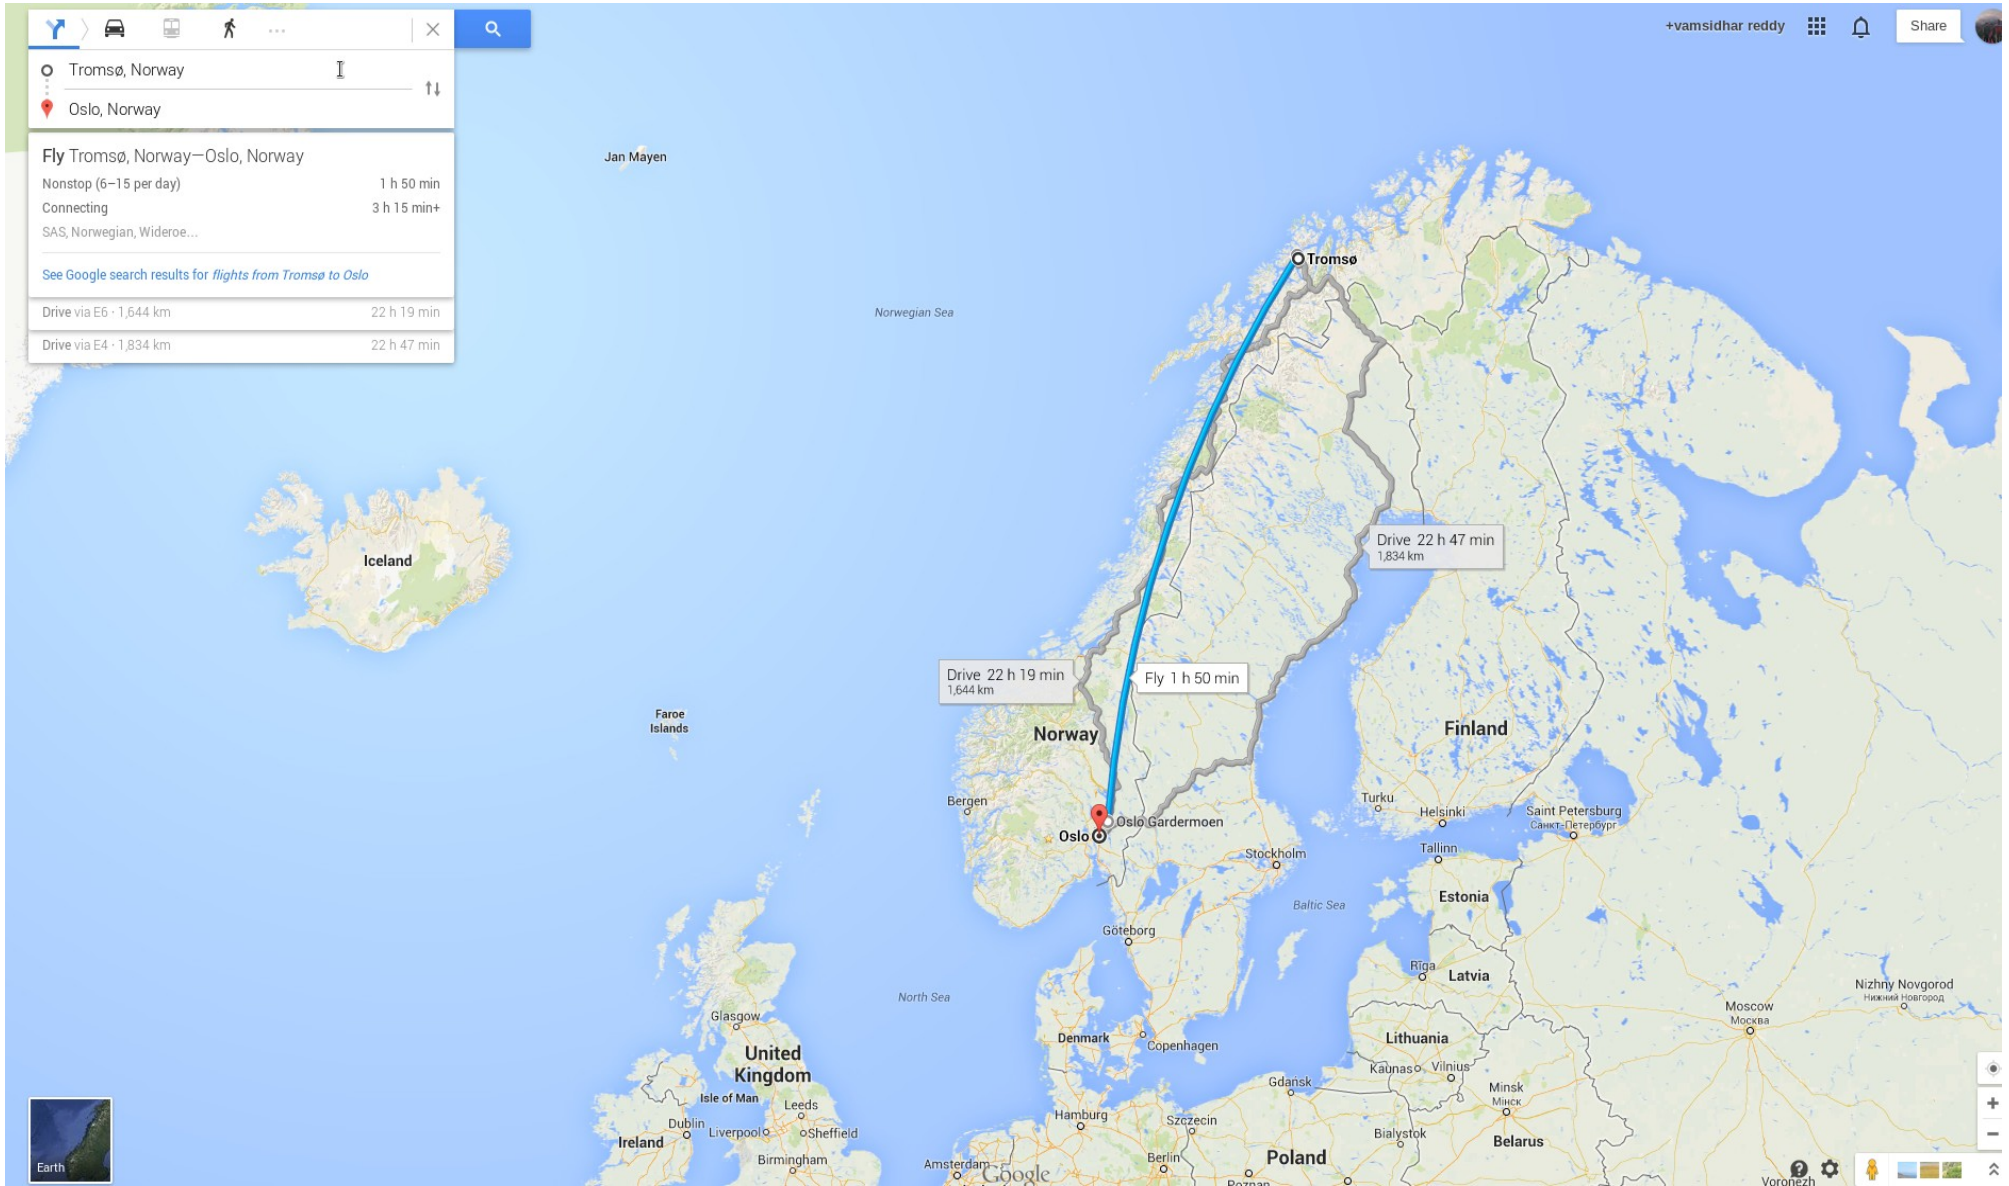 +vamsidhar reddy
Share
Tromsø, Norway
Oslo, Norway
Fly Tromsø, Norway—Oslo, Norway
Nonstop (6–15 per day) 1 h 50 min
Connecting 3 h 15 min+
SAS, Norwegian, Wideroe...
See Google search results for flights from Tromsø to Oslo
Drive via E6 · 1,644 km 22 h 19 min
Drive via E4 · 1,834 km 22 h 47 min
Jan Mayen
Tromsø
Norwegian Sea
Drive 22 h 47 min
1,834 km
Iceland
Drive 22 h 19 min
1,644 km
Fly 1 h 50 min
Faroe
Islands
Norway
Finland
Bergen
Turku
Helsinki
Saint Petersburg
Санкт-Петербург
Oslo Gardermoen
Oslo
Stockholm
Tallinn
Estonia
Baltic Sea
Göteborg
Rīga
Latvia
Nizhny Novgorod
Нижний Новгород
North Sea
Moscow
Москва
Glasgow
Denmark
Copenhagen
Lithuania
United
Kingdom
Kaunas
Vilnius
Gdańsk
Minsk
Мінск
Isle of Man
Leeds
Hamburg
Szczecin
Dublin
Liverpool
Sheffield
Ireland
Bialystok
Belarus
Birmingham
Berlin
Poland
Amsterdam
Google
Earth
Poznan
Voronezh